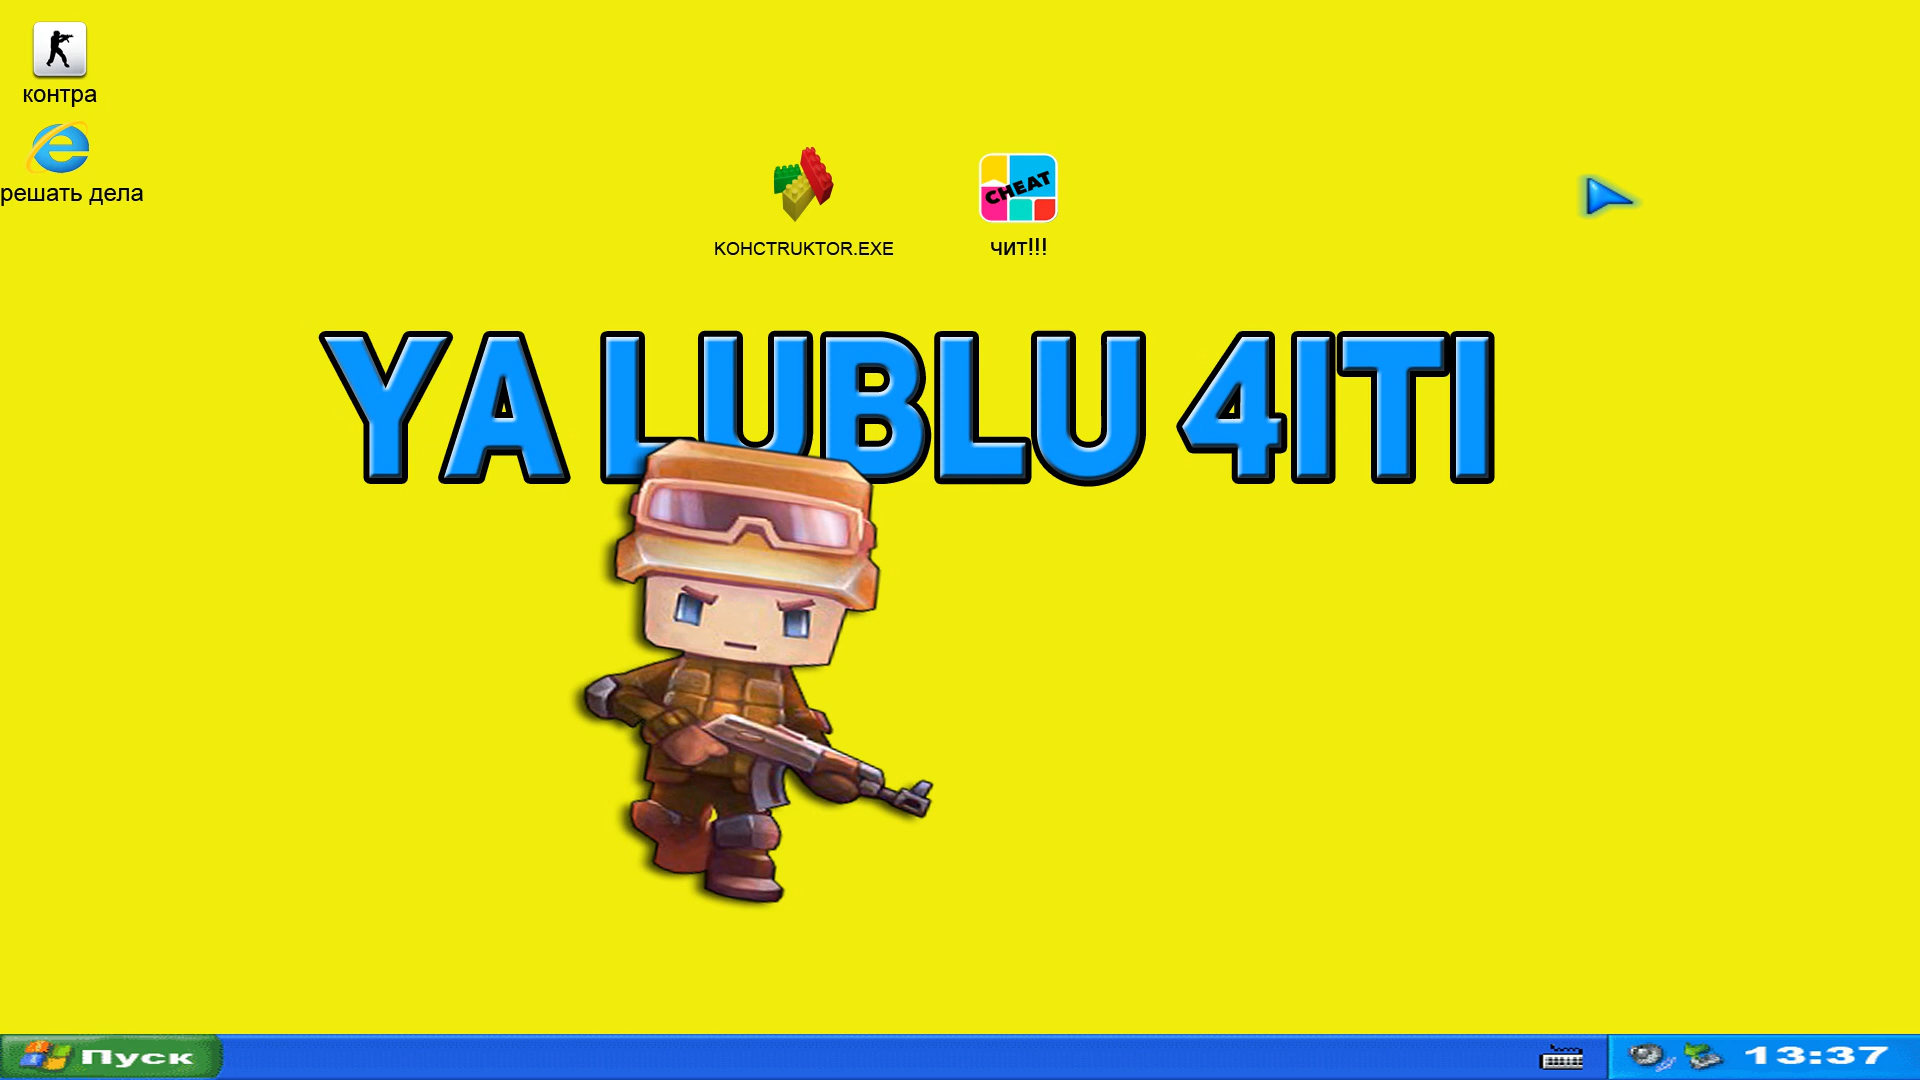 контра
решать дела
KOHCTRUKTOR.EXE
CHEAT
чит!!!
YA LUBLU 4ITI
Пуск
13:37